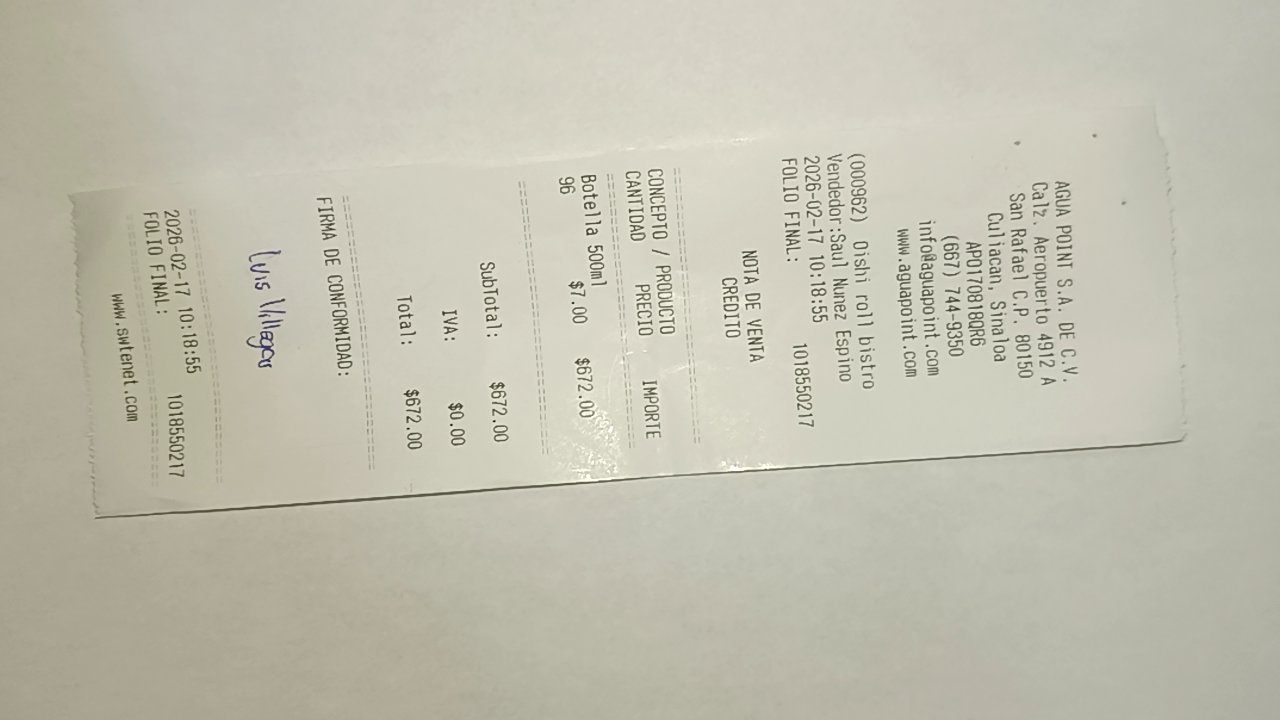 AGUA POINT S.A. DE C.V.
Calz. Aeropuerto 4912 A
San Rafael C.P. 80150
Culiacan, Sinaloa
APO170818QR6
(667) 744-9350
info@aguapoint.com
www.aguapoint.com
(000962) Oishi roll bistro
Vendedor:Saul Nunez Espino
2026-02-17 10:18:55
FOLIO FINAL: 1018550217
NOTA DE VENTA
CREDITO
CONCEPTO / PRODUCTO
CANTIDAD PRECIO IMPORTE
Botella 500ml
96 $7.00 $672.00
SubTotal: $672.00
IVA: $0.00
Total: $672.00
FIRMA DE CONFORMIDAD:
Luis Villegas
2026-02-17 10:18:55
FOLIO FINAL: 1018550217
www.swtenet.com